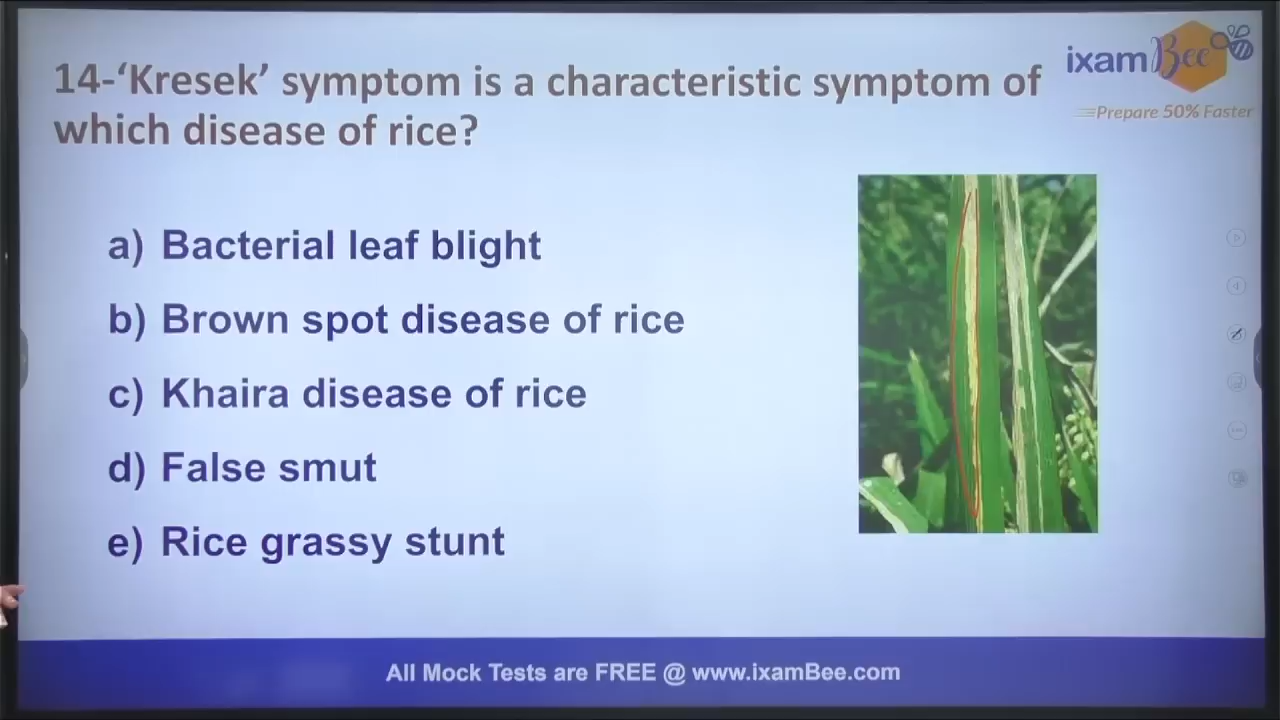 ixamBee
Prepare 50% Faster
14-‘Kresek’ symptom is a characteristic symptom of
which disease of rice?
a) Bacterial leaf blight
b) Brown spot disease of rice
c) Khaira disease of rice
d) False smut
e) Rice grassy stunt
All Mock Tests are FREE @ www.ixamBee.com